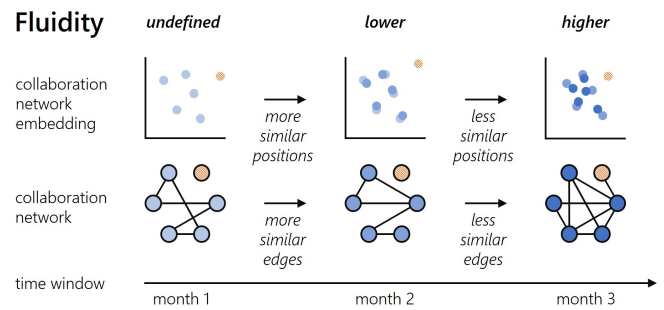 Fluidity
undefined
lower
higher
collaboration
network
embedding
more
similar
positions
less
similar
positions
collaboration
network
more
similar
edges
less
similar
edges
time window
month 1
month 2
month 3